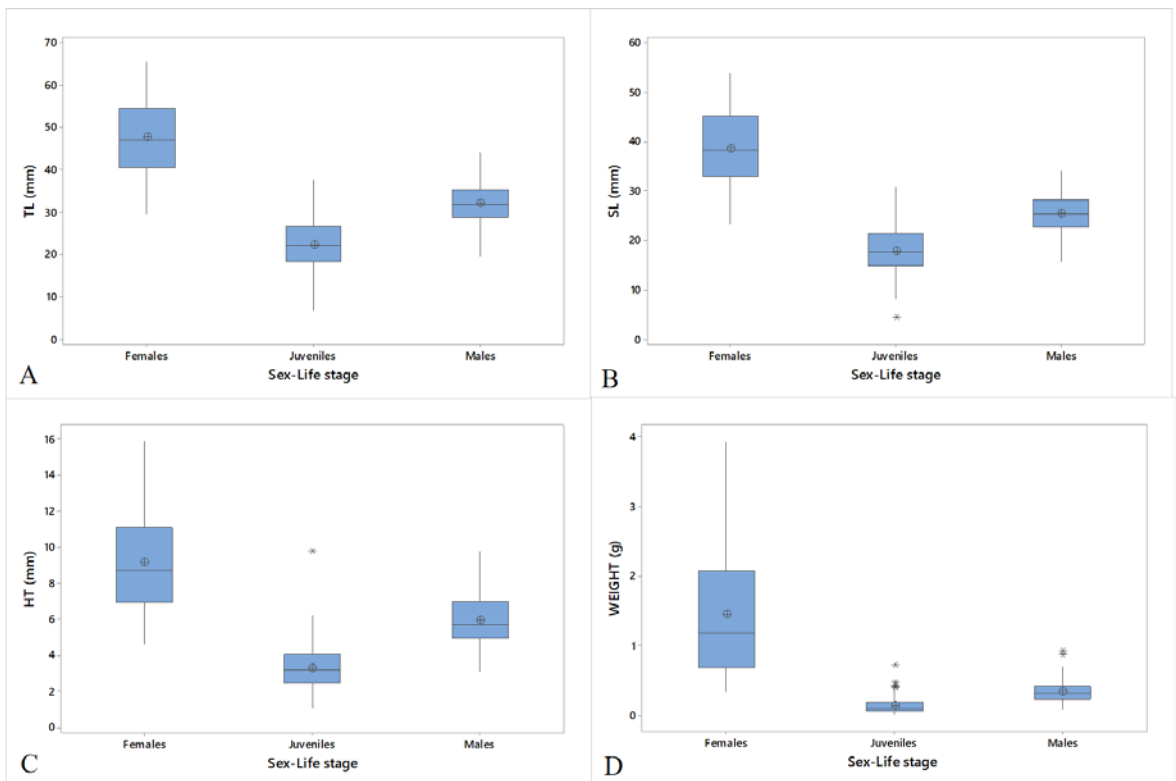 70
60
50
40
30
20
10
0
TL (mm)
Females Juveniles Males
Sex-Life stage
A
60
50
40
30
20
10
0
SL (mm)
Females Juveniles Males
Sex-Life stage
B
16
14
12
10
8
6
4
2
0
HT (mm)
Females Juveniles Males
Sex-Life stage
C
4
3
2
1
0
WEIGHT (g)
Females Juveniles Males
Sex-Life stage
D